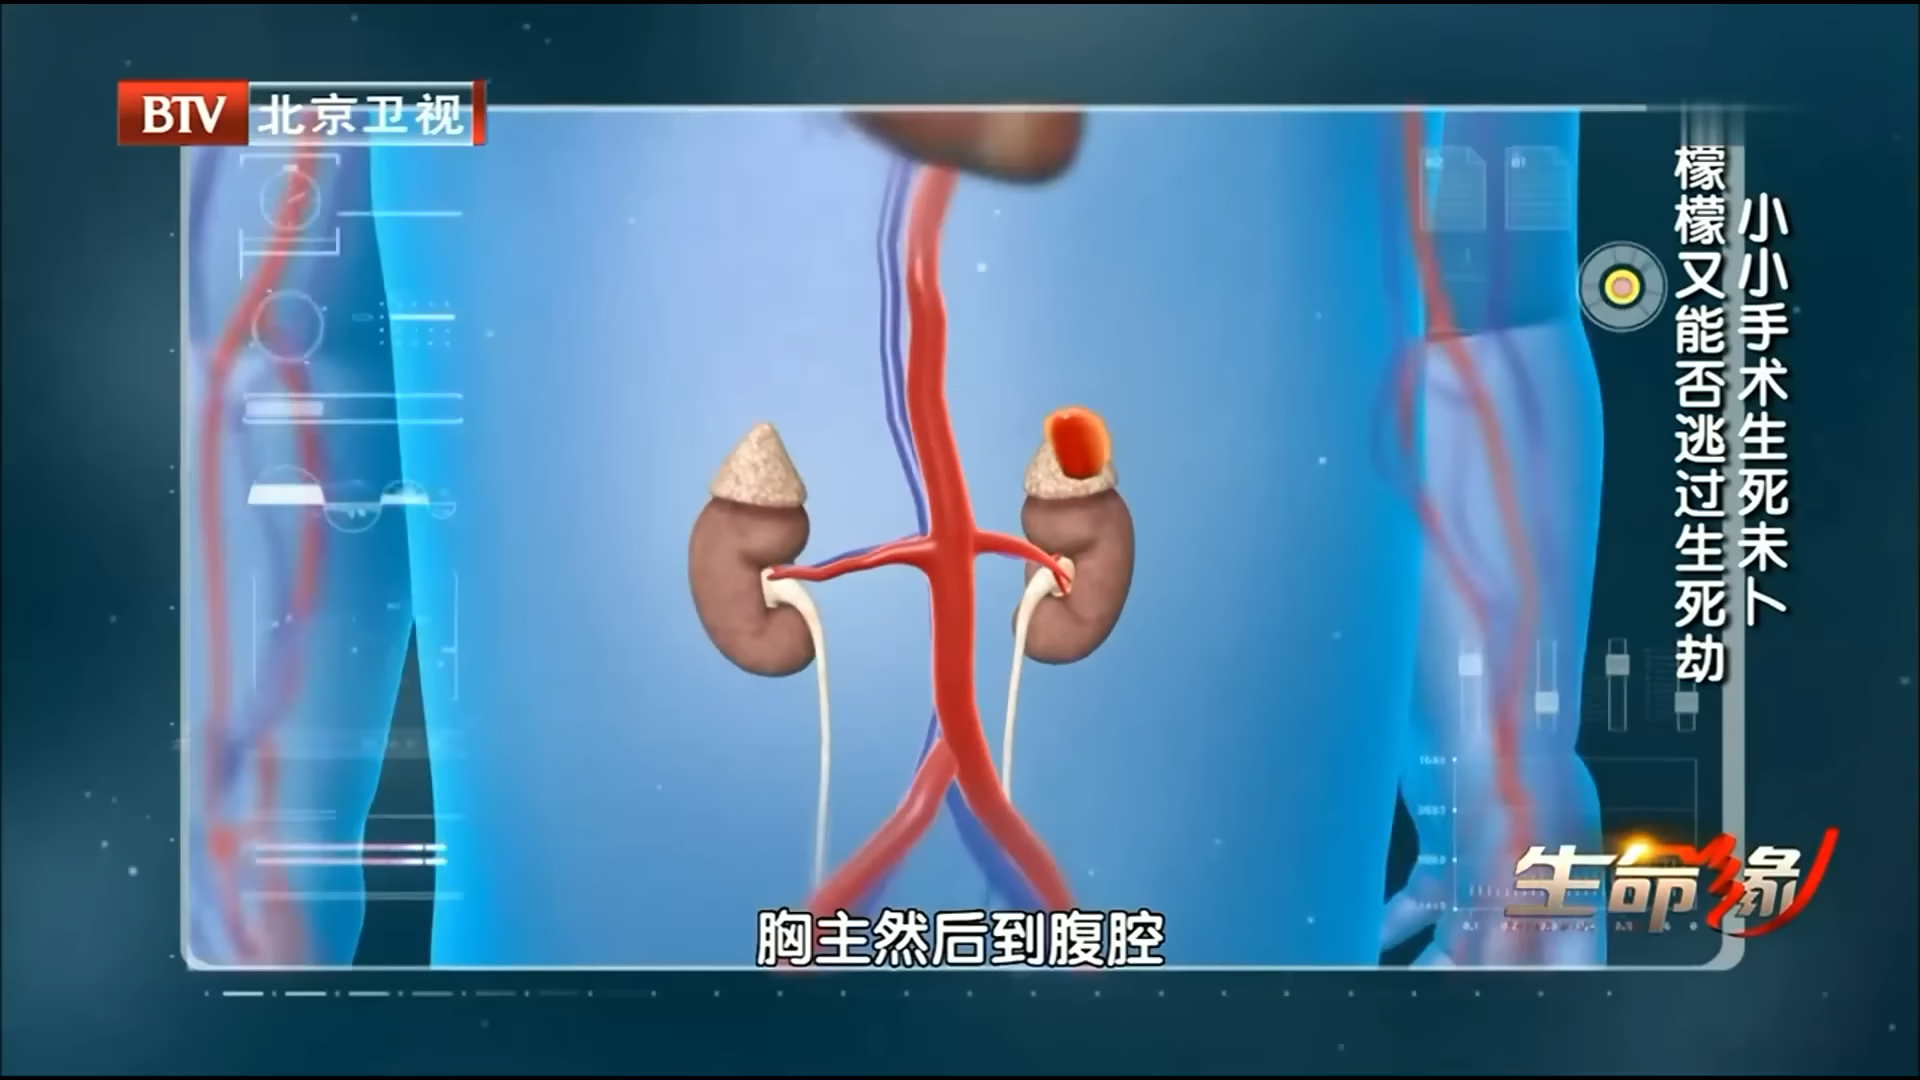 BTV 北京卫视
小小手术生死未卜
檬檬又能否逃过生死劫
生命缘
胸主然后到腹腔